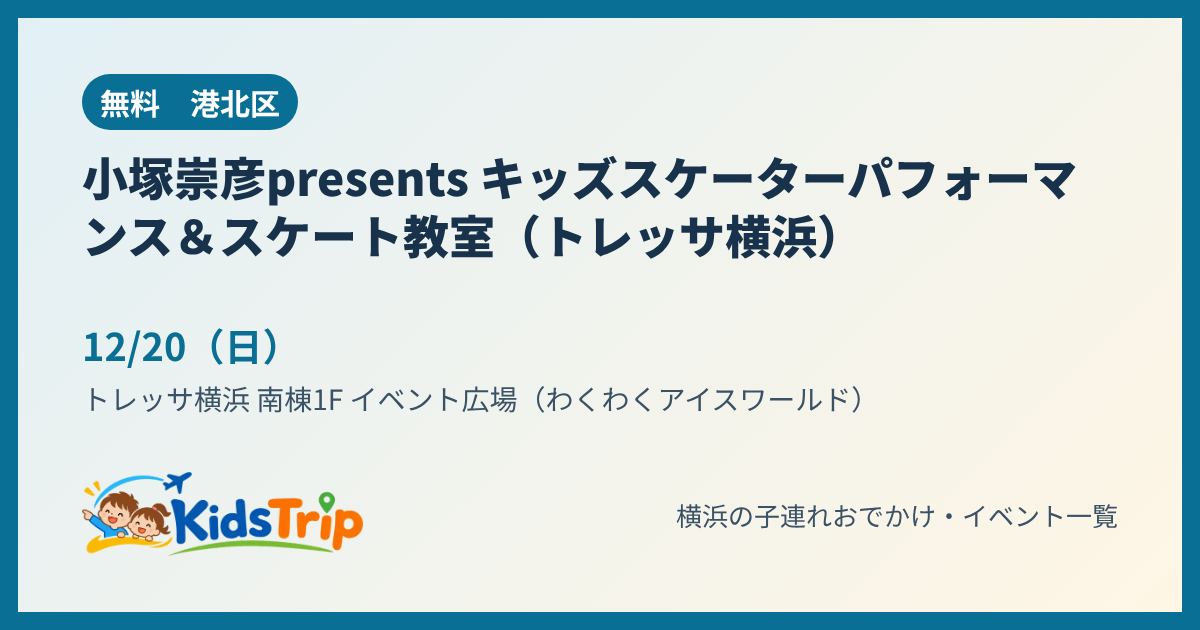 無料　港北区
小塚崇彦presents キッズスケーターパフォーマ
ンス＆スケート教室（トレッサ横浜）
12/20（日）
トレッサ横浜 南棟1F イベント広場（わくわくアイスワールド）
KidsTrip
横浜の子連れおでかけ・イベント一覧